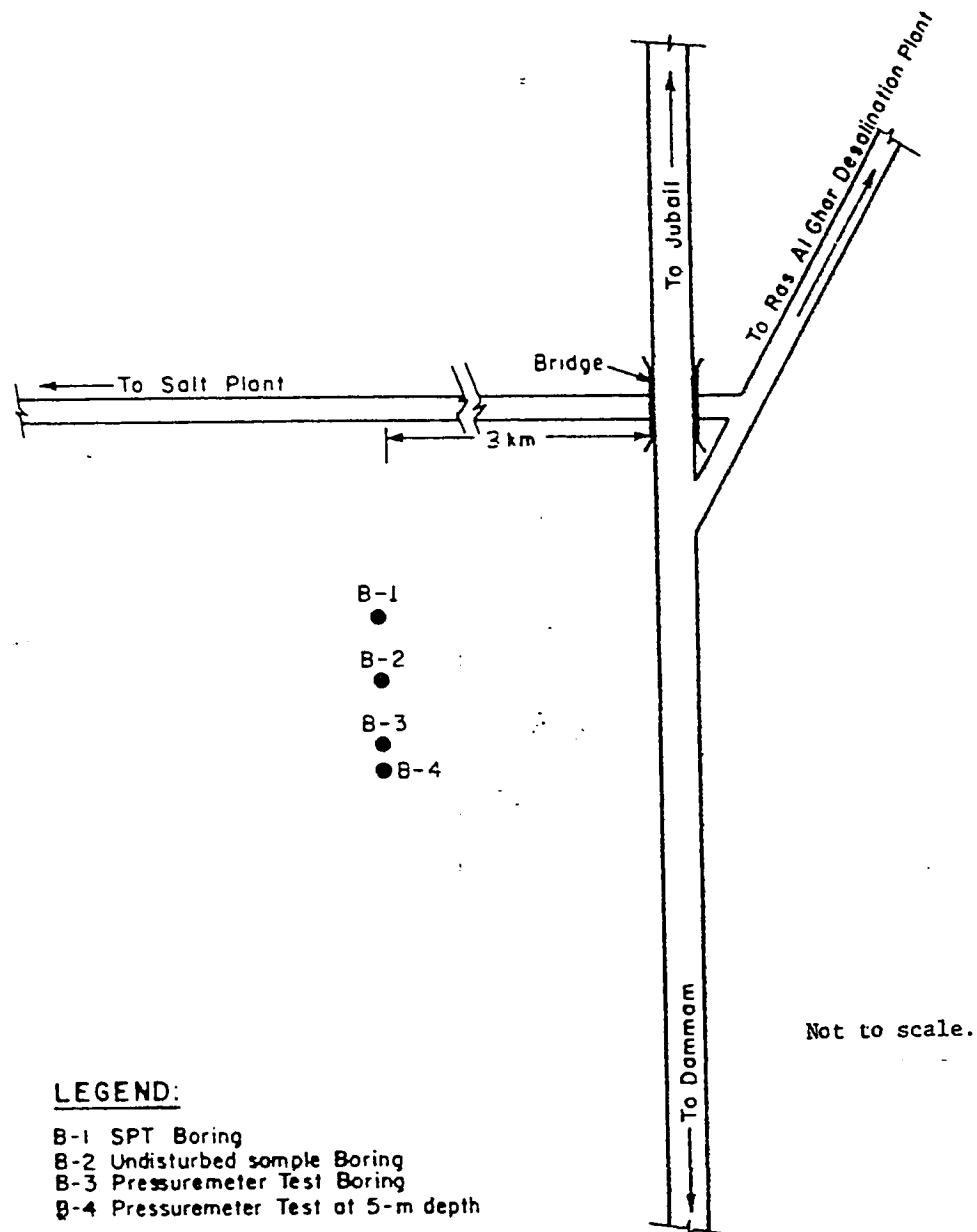 To Jubail
To Ras Al Ghar Desalination Plant
Bridge
To Salt Plant
3 km
B-1
B-2
B-3
B-4
To Dammam
Not to scale.
LEGEND:
B-1 SPT Boring
B-2 Undisturbed sample Boring
B-3 Pressuremeter Test Boring
B-4 Pressuremeter Test at 5-m depth